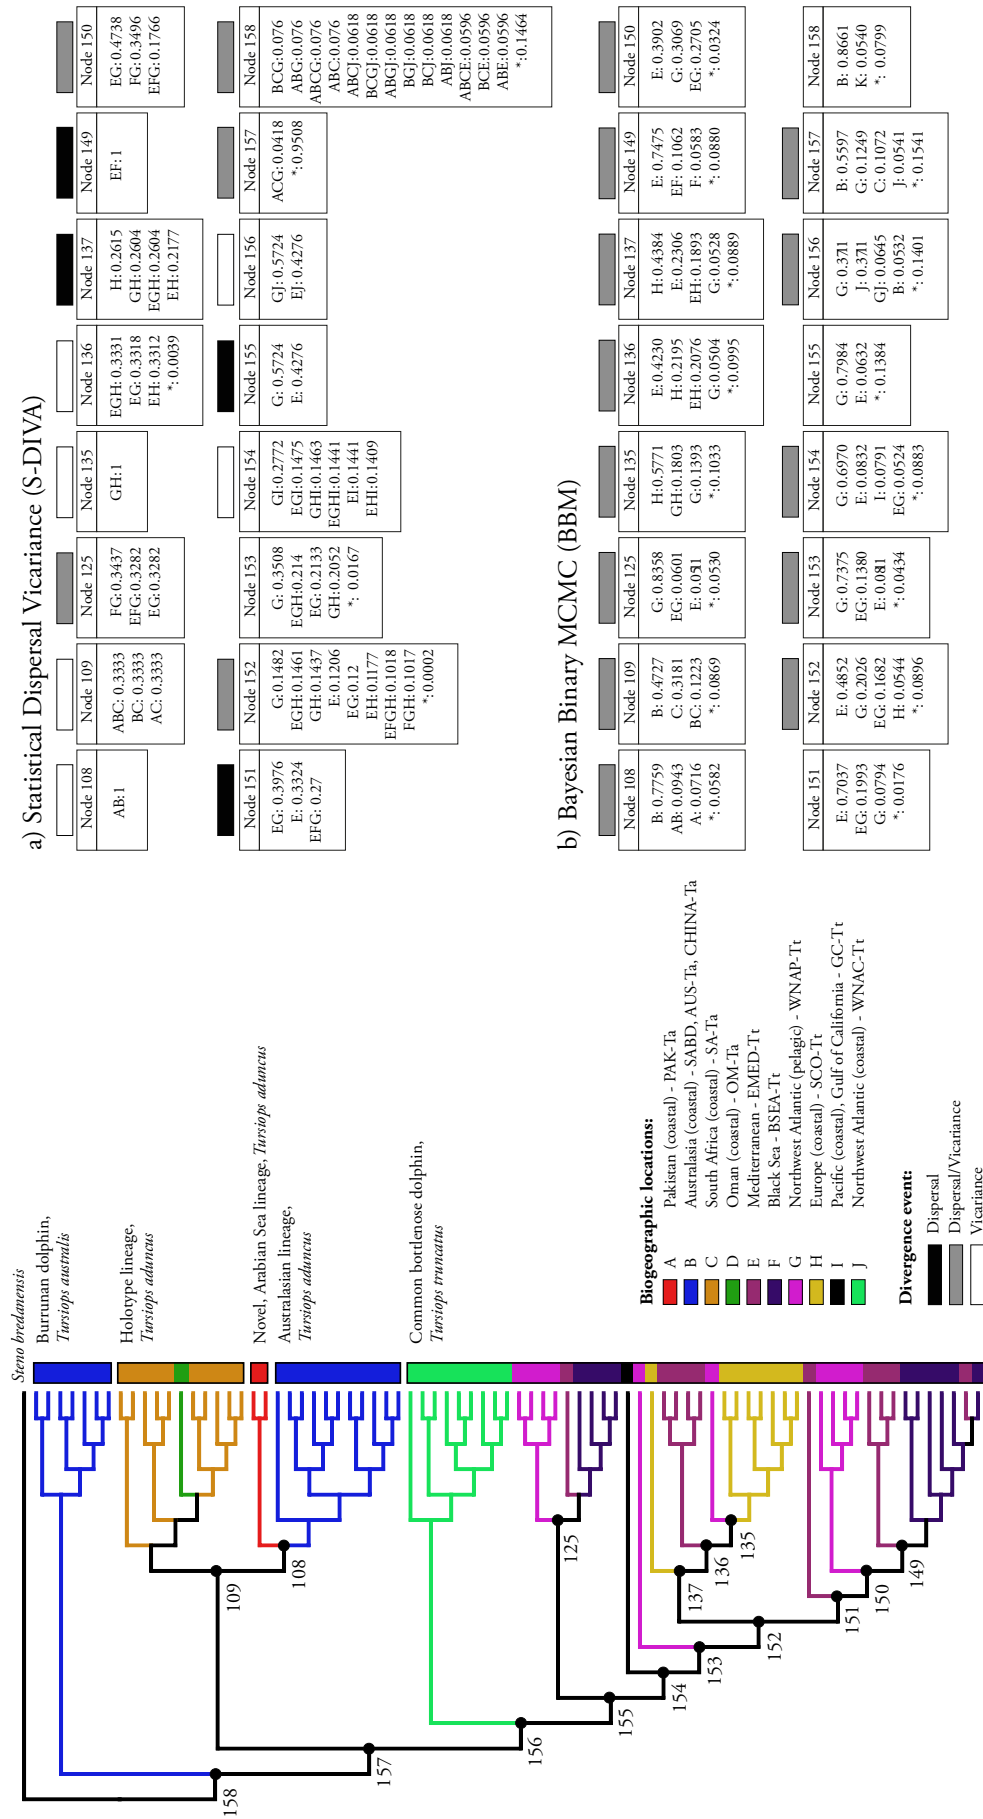 Steno bredanensis
Burrunan dolphin,
Tursiops australis
Holotype lineage,
Tursiops aduncus
Novel, Arabian Sea lineage, Tursiops aduncus
Australasian lineage,
Tursiops aduncus
Common bottlenose dolphin,
Tursiops truncatus
158
157
109
108
156
155
125
154
153
152
137
136
135
151
150
149
Biogeographic locations:
A Pakistan (coastal) - PAK-Ta
B Australasia (coastal) - SABD, AUS-Ta, CHINA-Ta
C South Africa (coastal) - SA-Ta
D Oman (coastal) - OM-Ta
E Mediterranean - EMED-Tt
F Black Sea - BSEA-Tt
G Northwest Atlantic (pelagic) - WNAP-Tt
H Europe (coastal) - SCO-Tt
I Pacific (coastal), Gulf of California - GC-Tt
J Northwest Atlantic (coastal) - WNAC-Tt
Divergence event:
Dispersal
Dispersal/Vicariance
Vicariance
a) Statistical Dispersal Vicariance (S-DIVA)
Node 108
AB:1
Node 109
ABC: 0.3333
BC: 0.3333
AC: 0.3333
Node 125
FG:0.3437
EFG: 0.3282
EG: 0.3282
Node 135
GH:1
Node 136
EGH: 0.3331
EG: 0.3318
EH: 0.3312
*: 0.0039
Node 137
H: 0.2615
GH: 0.2604
EGH: 0.2604
EH: 0.2177
Node 149
EF: 1
Node 150
EG: 0.4738
FG: 0.3496
EFG: 0.1766
Node 151
EG: 0.3976
E: 0.3324
EFG: 0.27
Node 152
G: 0.1482
EGH: 0.1461
GH: 0.1437
E: 0.1206
EG: 0.12
EH: 0.1177
EFGH: 0.1018
FGH: 0.1017
*: 0.0002
Node 153
G: 0.3508
EGH:0.214
EG: 0.2133
GH:0.2052
*: 0.0167
Node 154
GI:0.2772
EGI:0.1475
GHI:0.1463
EGHI:0.1441
EI:0.1441
EHI:0.1409
Node 155
G: 0.5724
E: 0.4276
Node 156
GJ: 0.5724
EJ: 0.4276
Node 157
ACG:0.0418
*: 0.9508
Node 158
BCG:0.076
ABG: 0.076
ABCG: 0.076
ABC: 0.076
ABCJ: 0.0618
BCGJ:0.0618
ABGJ: 0.0618
BGJ: 0.0618
BCJ: 0.0618
ABJ: 0.0618
ABCE:0.0596
BCE:0.0596
ABE: 0.0596
*: 0.1464
b) Bayesian Binary MCMC (BBM)
Node 108
B: 0.7759
AB: 0.0943
A: 0.0716
*: 0.0582
Node 109
B: 0.4727
C: 0.3181
BC: 0.1223
*: 0.0869
Node 125
G: 0.8358
EG: 0.0601
E: 0.0511
*: 0.0530
Node 135
H:0.5771
GH:0.1803
G:0.1393
*:0.1033
Node 136
E: 0.4230
H: 0.2195
EH: 0.2076
G: 0.0504
*: 0.0995
Node 137
H: 0.4384
E: 0.2306
EH: 0.1893
G: 0.0528
*: 0.0889
Node 149
E: 0.7475
EF: 0.1062
F: 0.0583
*: 0.0880
Node 150
E: 0.3902
G: 0.3069
EG: 0.2705
*: 0.0324
Node 151
E: 0.7037
EG: 0.1993
G: 0.0794
*: 0.0176
Node 152
E: 0.4852
G: 0.2026
EG: 0.1682
H: 0.0544
*: 0.0896
Node 153
G: 0.7375
EG: 0.1380
E: 0.0811
*: 0.0434
Node 154
G: 0.6970
E: 0.0832
I: 0.0791
EG: 0.0524
*: 0.0883
Node 155
G: 0.7984
E: 0.0632
*: 0.1384
Node 156
G: 0.3711
J: 0.3711
GJ: 0.0645
B: 0.0532
*: 0.1401
Node 157
B: 0.5597
G: 0.1249
C: 0.1072
J: 0.0541
*: 0.1541
Node 158
B: 0.8661
K: 0.0540
*: 0.0799